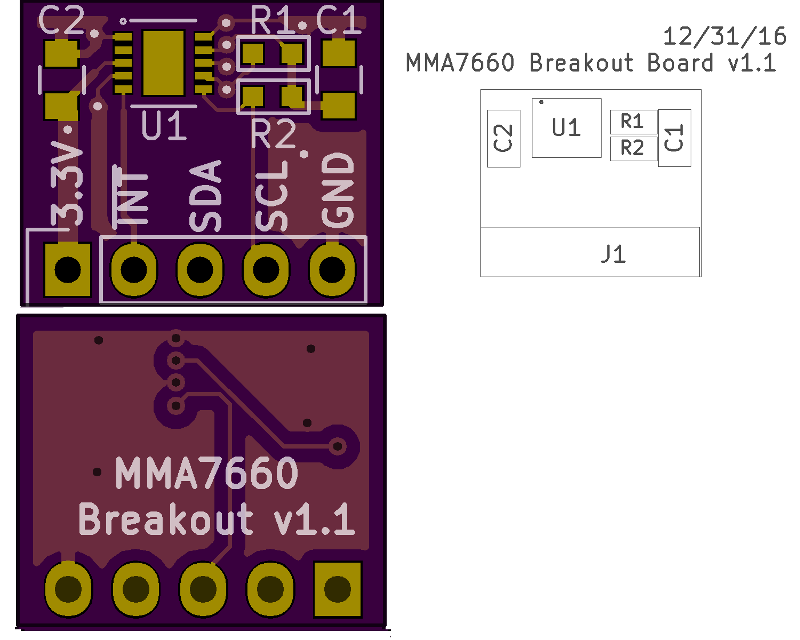 C2
R1
C1
U1
R2
3.3V
INT
SDA
SCL
GND
MMA7660
Breakout v1.1
12/31/16
MMA7660 Breakout Board v1.1
C2
U1
R1
R2
C1
J1